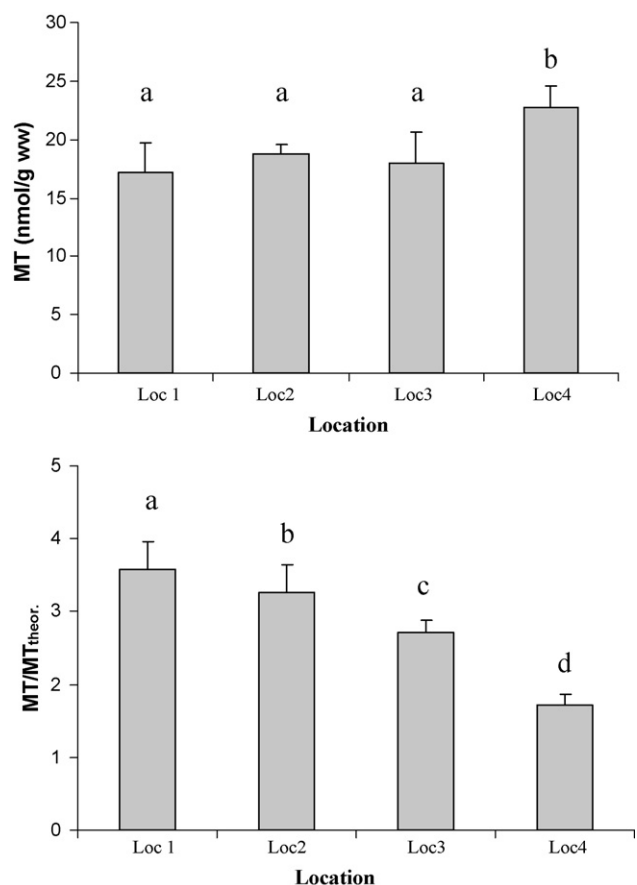 30
25
20
15
10
5
0
MT (nmol/g ww)
a
a
a
b
Loc 1
Loc2
Loc3
Loc4
Location
5
4
3
2
1
0
MT/MTtheor.
a
b
c
d
Loc 1
Loc2
Loc3
Loc4
Location